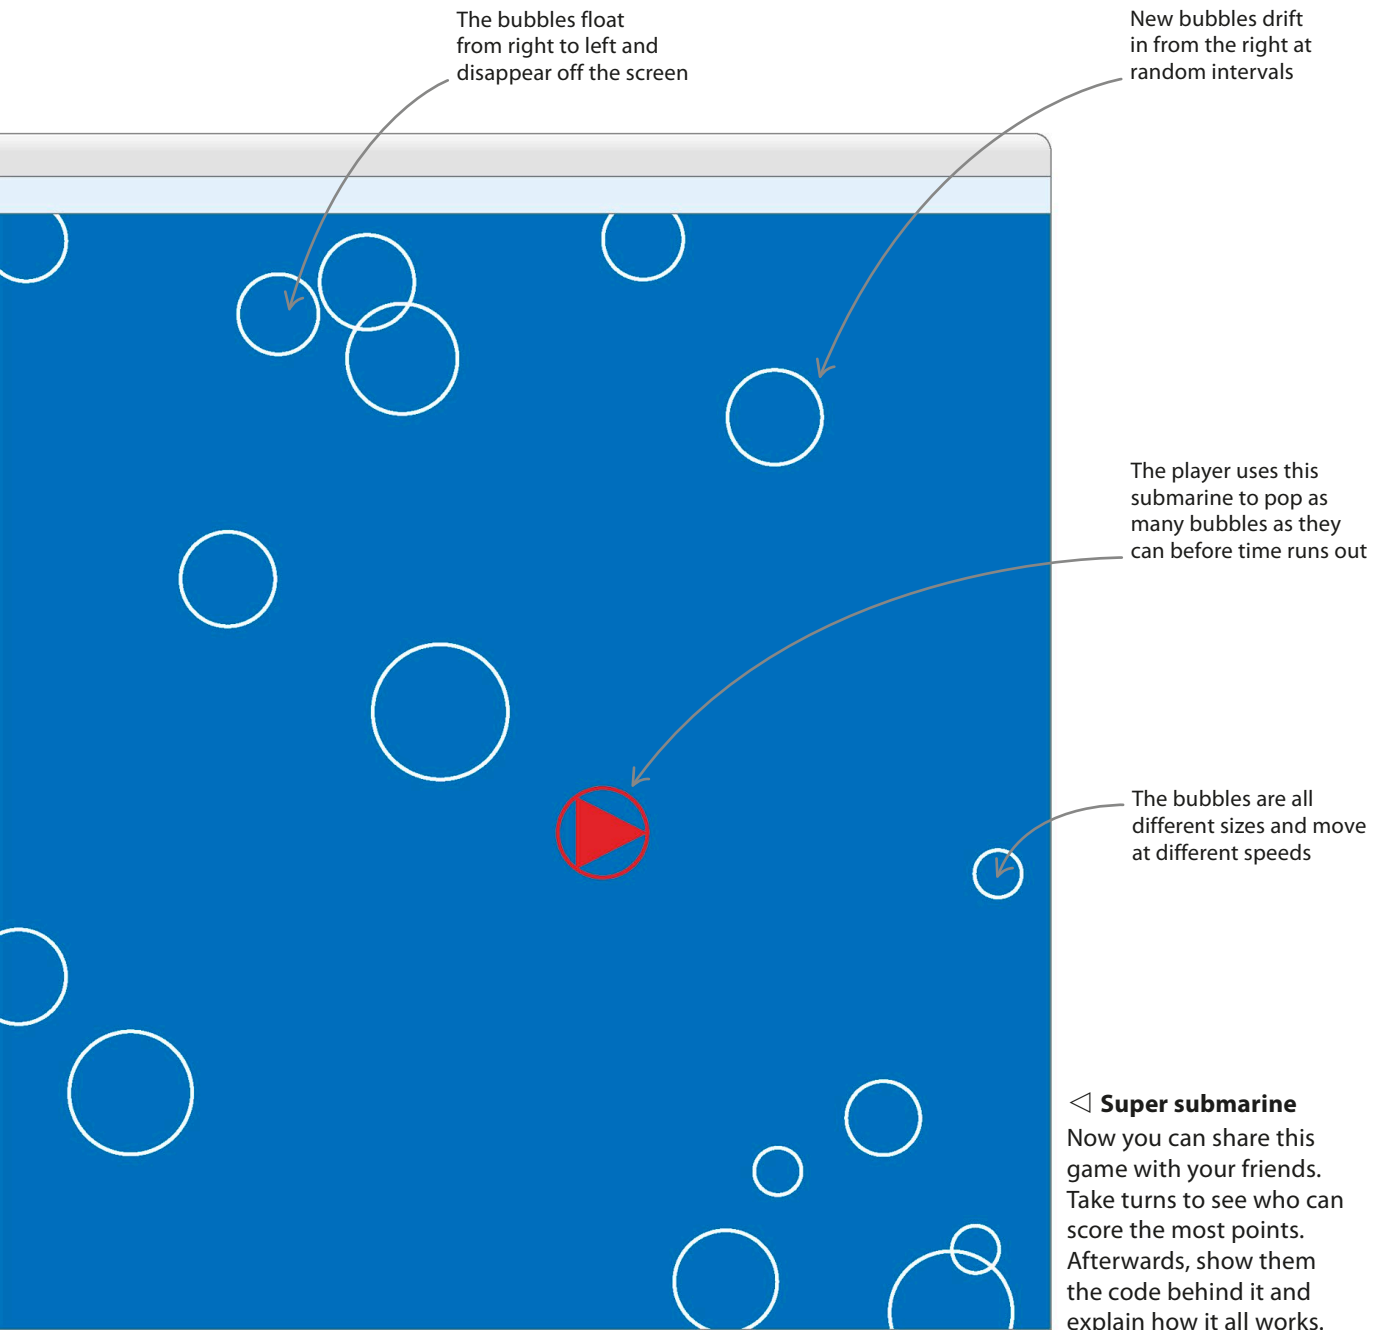 The bubbles float
from right to left and
disappear off the screen
New bubbles drift
in from the right at
random intervals
The player uses this
submarine to pop as
many bubbles as they
can before time runs out
The bubbles are all
different sizes and move
at different speeds
◁ Super submarine
Now you can share this
game with your friends.
Take turns to see who can
score the most points.
Afterwards, show them
the code behind it and
explain how it all works.